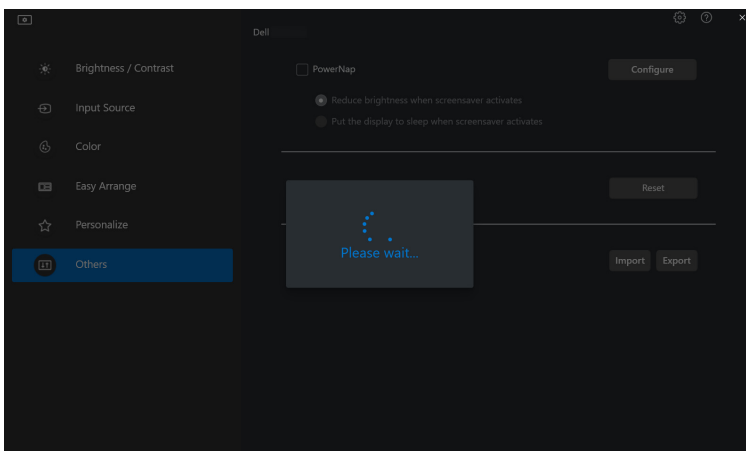 Dell
Brightness / Contrast
Input Source
Color
Easy Arrange
Personalize
Others
PowerNap
Configure
Reduce brightness when screensaver activates
Put the display to sleep when screensaver activates
Reset
Please wait...
Import Export